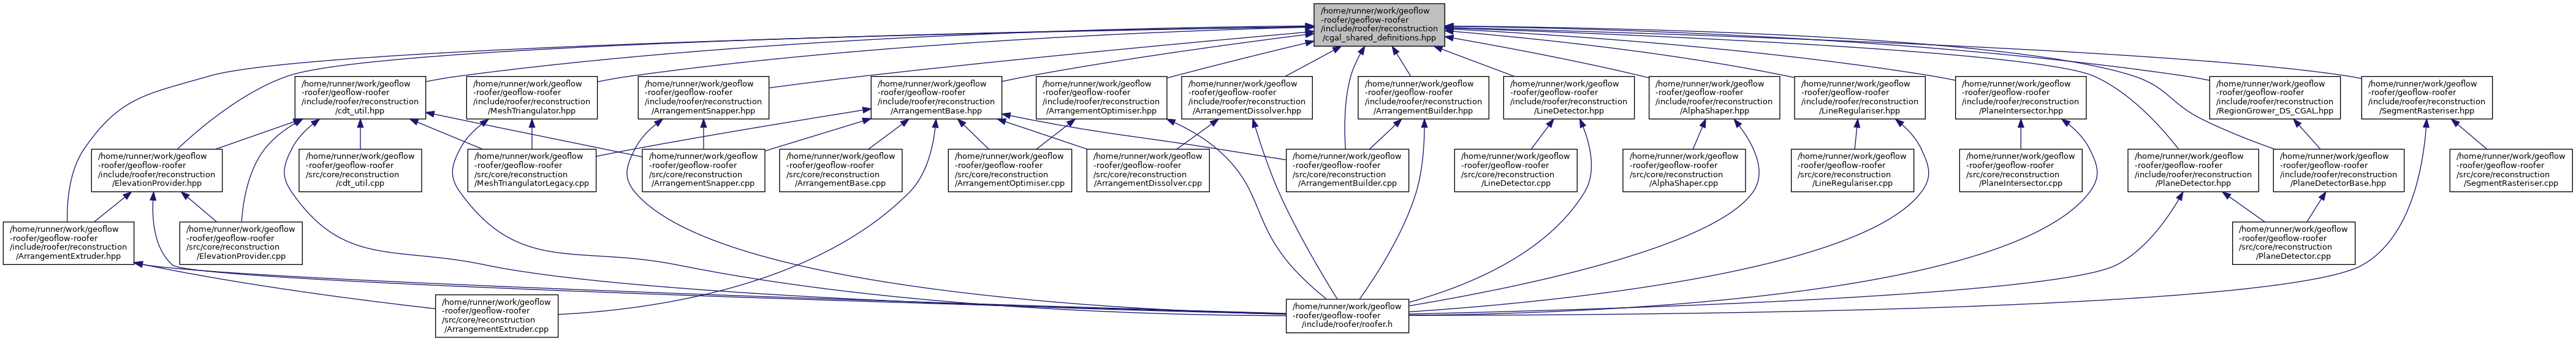 /home/runner/work/geoflow
-roofer/geoflow-roofer
/include/roofer/reconstruction
/cgal_shared_definitions.hpp
/home/runner/work/geoflow
-roofer/geoflow-roofer
/include/roofer/reconstruction
/cdt_util.hpp
/home/runner/work/geoflow
-roofer/geoflow-roofer
/include/roofer/reconstruction
/MeshTriangulator.hpp
/home/runner/work/geoflow
-roofer/geoflow-roofer
/include/roofer/reconstruction
/ArrangementSnapper.hpp
/home/runner/work/geoflow
-roofer/geoflow-roofer
/include/roofer/reconstruction
/ArrangementBase.hpp
/home/runner/work/geoflow
-roofer/geoflow-roofer
/include/roofer/reconstruction
/ArrangementOptimiser.hpp
/home/runner/work/geoflow
-roofer/geoflow-roofer
/include/roofer/reconstruction
/ArrangementDissolver.hpp
/home/runner/work/geoflow
-roofer/geoflow-roofer
/include/roofer/reconstruction
/ArrangementBuilder.hpp
/home/runner/work/geoflow
-roofer/geoflow-roofer
/include/roofer/reconstruction
/LineDetector.hpp
/home/runner/work/geoflow
-roofer/geoflow-roofer
/include/roofer/reconstruction
/AlphaShaper.hpp
/home/runner/work/geoflow
-roofer/geoflow-roofer
/include/roofer/reconstruction
/LineRegulariser.hpp
/home/runner/work/geoflow
-roofer/geoflow-roofer
/include/roofer/reconstruction
/PlaneIntersector.hpp
/home/runner/work/geoflow
-roofer/geoflow-roofer
/include/roofer/reconstruction
/RegionGrower_DS_CGAL.hpp
/home/runner/work/geoflow
-roofer/geoflow-roofer
/include/roofer/reconstruction
/SegmentRasteriser.hpp
/home/runner/work/geoflow
-roofer/geoflow-roofer
/include/roofer/reconstruction
/ElevationProvider.hpp
/home/runner/work/geoflow
-roofer/geoflow-roofer
/src/core/reconstruction
/cdt_util.cpp
/home/runner/work/geoflow
-roofer/geoflow-roofer
/src/core/reconstruction
/MeshTriangulatorLegacy.cpp
/home/runner/work/geoflow
-roofer/geoflow-roofer
/src/core/reconstruction
/ArrangementSnapper.cpp
/home/runner/work/geoflow
-roofer/geoflow-roofer
/src/core/reconstruction
/ArrangementBase.cpp
/home/runner/work/geoflow
-roofer/geoflow-roofer
/src/core/reconstruction
/ArrangementOptimiser.cpp
/home/runner/work/geoflow
-roofer/geoflow-roofer
/src/core/reconstruction
/ArrangementDissolver.cpp
/home/runner/work/geoflow
-roofer/geoflow-roofer
/src/core/reconstruction
/ArrangementBuilder.cpp
/home/runner/work/geoflow
-roofer/geoflow-roofer
/src/core/reconstruction
/LineDetector.cpp
/home/runner/work/geoflow
-roofer/geoflow-roofer
/src/core/reconstruction
/AlphaShaper.cpp
/home/runner/work/geoflow
-roofer/geoflow-roofer
/src/core/reconstruction
/LineRegulariser.cpp
/home/runner/work/geoflow
-roofer/geoflow-roofer
/src/core/reconstruction
/PlaneIntersector.cpp
/home/runner/work/geoflow
-roofer/geoflow-roofer
/include/roofer/reconstruction
/PlaneDetector.hpp
/home/runner/work/geoflow
-roofer/geoflow-roofer
/include/roofer/reconstruction
/PlaneDetectorBase.hpp
/home/runner/work/geoflow
-roofer/geoflow-roofer
/src/core/reconstruction
/SegmentRasteriser.cpp
/home/runner/work/geoflow
-roofer/geoflow-roofer
/include/roofer/reconstruction
/ArrangementExtruder.hpp
/home/runner/work/geoflow
-roofer/geoflow-roofer
/src/core/reconstruction
/ElevationProvider.cpp
/home/runner/work/geoflow
-roofer/geoflow-roofer
/src/core/reconstruction
/PlaneDetector.cpp
/home/runner/work/geoflow
-roofer/geoflow-roofer
/src/core/reconstruction
/ArrangementExtruder.cpp
/home/runner/work/geoflow
-roofer/geoflow-roofer
/include/roofer/roofer.h